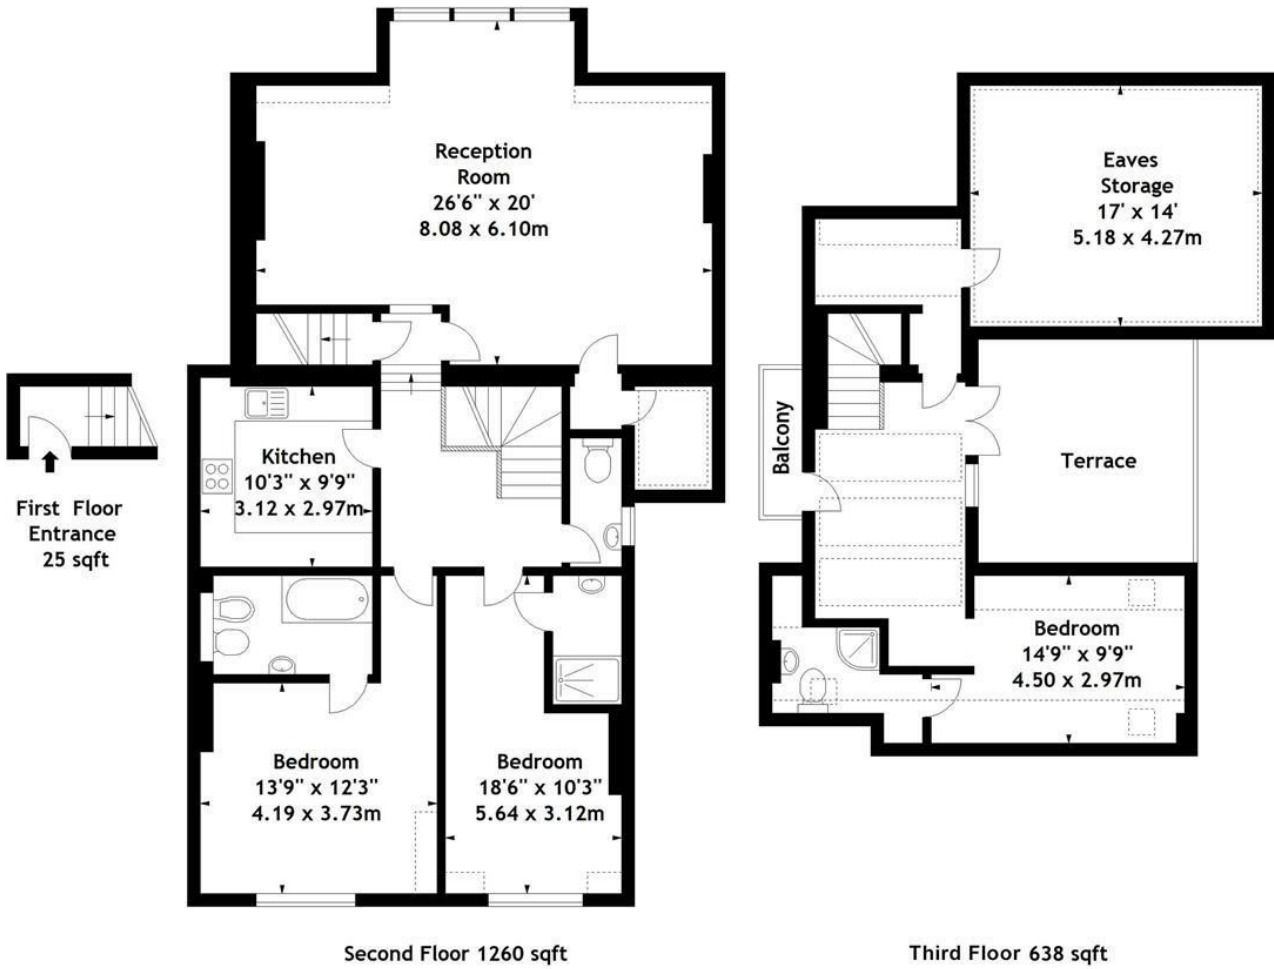 Reception
Room
26'6" x 20'
8.08 x 6.10m
Eaves
Storage
17' x 14'
5.18 x 4.27m
Kitchen
10'3" x 9'9"
3.12 x 2.97m
First Floor
Entrance
25 sqft
Balcony
Terrace
Bedroom
14'9" x 9'9"
4.50 x 2.97m
Bedroom
13'9" x 12'3"
4.19 x 3.73m
Bedroom
18'6" x 10'3"
5.64 x 3.12m
Second Floor 1260 sqft
Third Floor 638 sqft